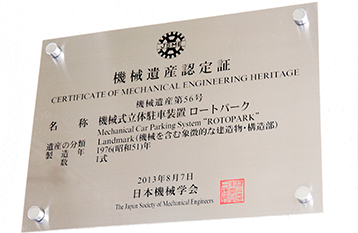 JSME
機械遺産認定証
CERTIFICATE OF MECHANICAL ENGINEERING HERITAGE
機械遺産第56号
名　称　機械式立体駐車装置 ロートパーク
Mechanical Car Parking System "ROTOPARK"
遺産の分類　Landmark（機械を含む象徴的な建造物・構造部）
製造年　1976(昭和51)年
数　1式
2013年8月7日
日本機械学会
The Japan Society of Mechanical Engineers